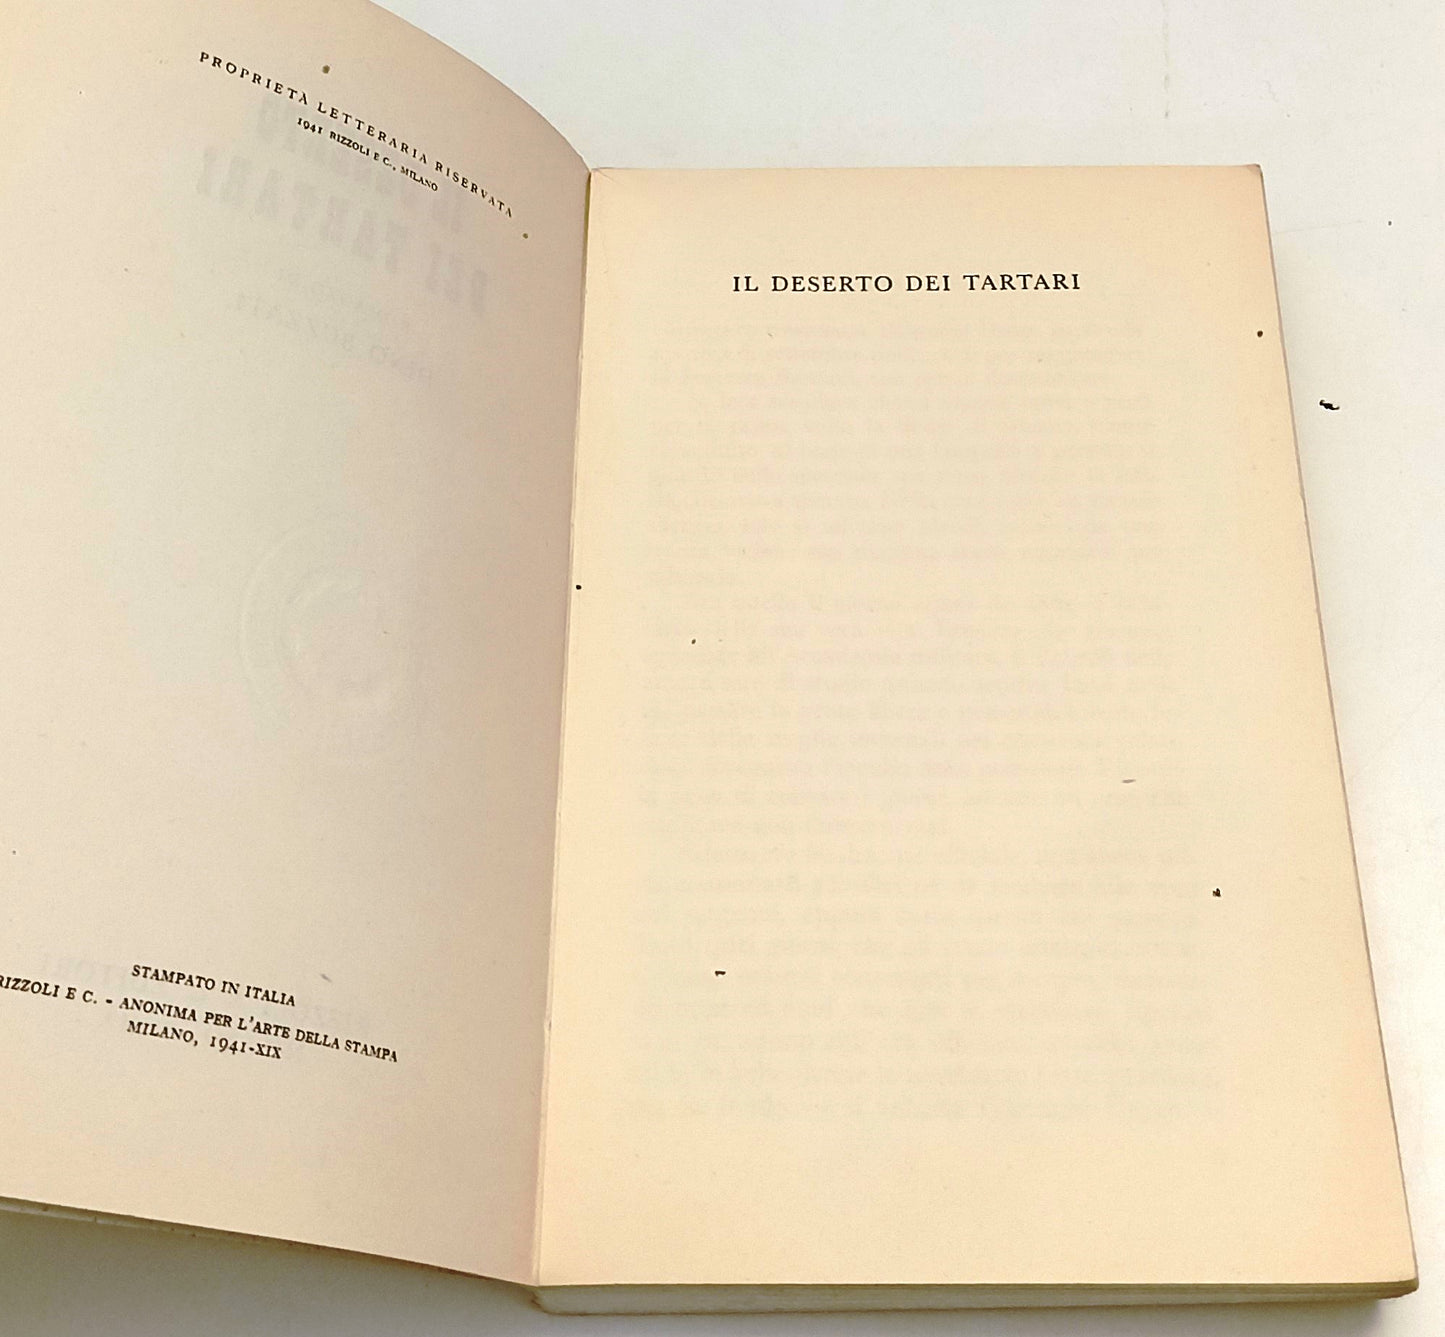 PROPRIETÀ LETTERARIA RISERVATA
1941 RIZZOLI E C., MILANO
STAMPATO IN ITALIA
RIZZOLI E C. - ANONIMA PER L'ARTE DELLA STAMPA
MILANO, 1941-XIX
IL DESERTO DEI TARTARI